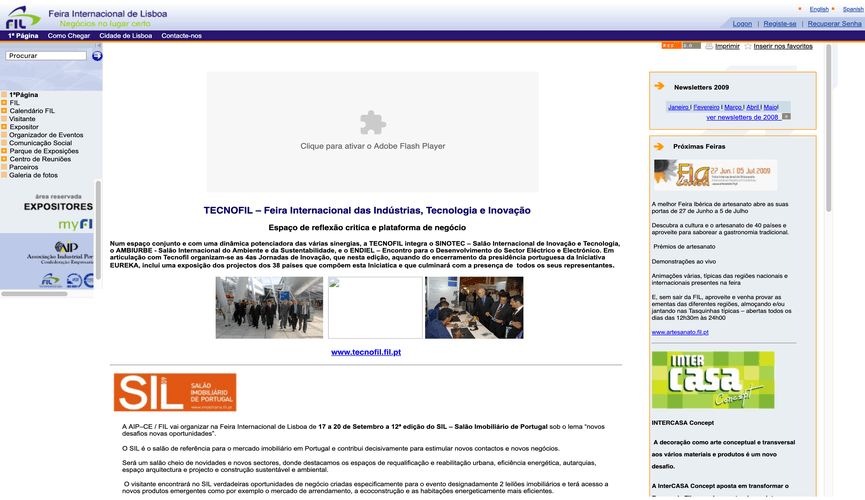 English
Spanish
FIL
Feira Internacional de Lisboa
Negócios no lugar certo
Logon | Registe-se | Recuperar Senha
1ª Página Como Chegar Cidade de Lisboa Contacte-nos
RSS 2.0 Imprimir Inserir nos favoritos
Procurar
1ªPágina
FIL
Calendário FIL
Visitante
Expositor
Organizador de Eventos
Comunicação Social
Parque de Exposições
Centro de Reuniões
Parceiros
Galeria de fotos
área reservada
EXPOSITORES
myFI
AIP
Associação Industrial Por
Confederação Empresaria
FIL
Clique para ativar o Adobe Flash Player
TECNOFIL – Feira Internacional das Indústrias, Tecnologia e Inovação
Espaço de reflexão critica e plataforma de negócio
Num espaço conjunto e com uma dinâmica potenciadora das várias sinergias, a TECNOFIL integra o SINOTEC – Salão Internacional de Inovação e Tecnologia,
o AMBIURBE - Salão Internacional do Ambiente e da Sustentabilidade, e o ENDIEL – Encontro para o Desenvolvimento do Sector Eléctrico e Electrónico. Em
articulação com Tecnofil organizam-se as 4as Jornadas de Inovação, que nesta edição, aquando do encerramento da presidência portuguesa da Iniciativa
EUREKA, inclui uma exposição dos projectos dos 38 países que compõem esta Iniciatica e que culminará com a presença de todos os seus representantes.
www.tecnofil.fil.pt
SIL 09
SALÃO
IMOBILIÁRIO
DE PORTUGAL
www.imobiliario.fil.pt
A AIP–CE / FIL vai organizar na Feira Internacional de Lisboa de 17 a 20 de Setembro a 12ª edição do SIL – Salão Imobiliário de Portugal sob o lema “novos
desafios novas oportunidades”.
O SIL é o salão de referência para o mercado imobiliário em Portugal e contribui decisivamente para estimular novos contactos e novos negócios.
Será um salão cheio de novidades e novos sectores, donde destacamos os espaços de requalificação e reabilitação urbana, eficiência energética, autarquias,
espaço arquitectura e projecto e construção sustentável e ambiental.
O visitante encontrará no SIL verdadeiras oportunidades de negócio criadas especificamente para o evento designadamente 2 leilões imobiliários e terá acesso a
novos produtos emergentes como por exemplo o mercado de arrendamento, a ecoconstrução e as habitações energeticamente mais eficientes.
Newsletters 2009
Janeiro I Fevereiro I Março I Abril I Maio I
ver newsletters de 2008
Próximas Feiras
Fia Lisboa
27 Jun. | 05 Jul 2009
A melhor Feira Ibérica de artesanato abre as suas
portas de 27 de Junho a 5 de Julho
Descubra a cultura e o artesanato de 40 países e
aproveite para saborear a gastronomia tradicional.
Prémios de artesanato
Demonstrações ao vivo
Animações várias, típicas das regiões nacionais e
internacionais presentes na feira
E, sem sair da FIL, aproveite e venha provar as
ementas das diferentes regiões, almoçando e/ou
jantando nas Tasquinhas típicas – abertas todos os
dias das 12h30m às 24h00
www.artesanato.fil.pt
INTER
CASA
Concept
INTERCASA Concept
A decoração como arte conceptual e transversal
aos vários materiais e produtos é um novo
desafio.
A InterCASA Concept aposta em transformar o